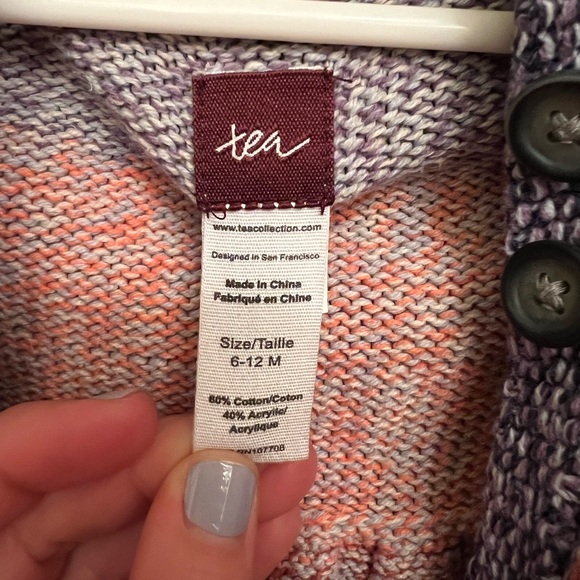 tea
www.teacollection.com
Designed in San Francisco
Made in China
Fabriqué en Chine
Size/Taille
6-12 M
60% Cotton/Coton
40% Acrylic/
Acrylique